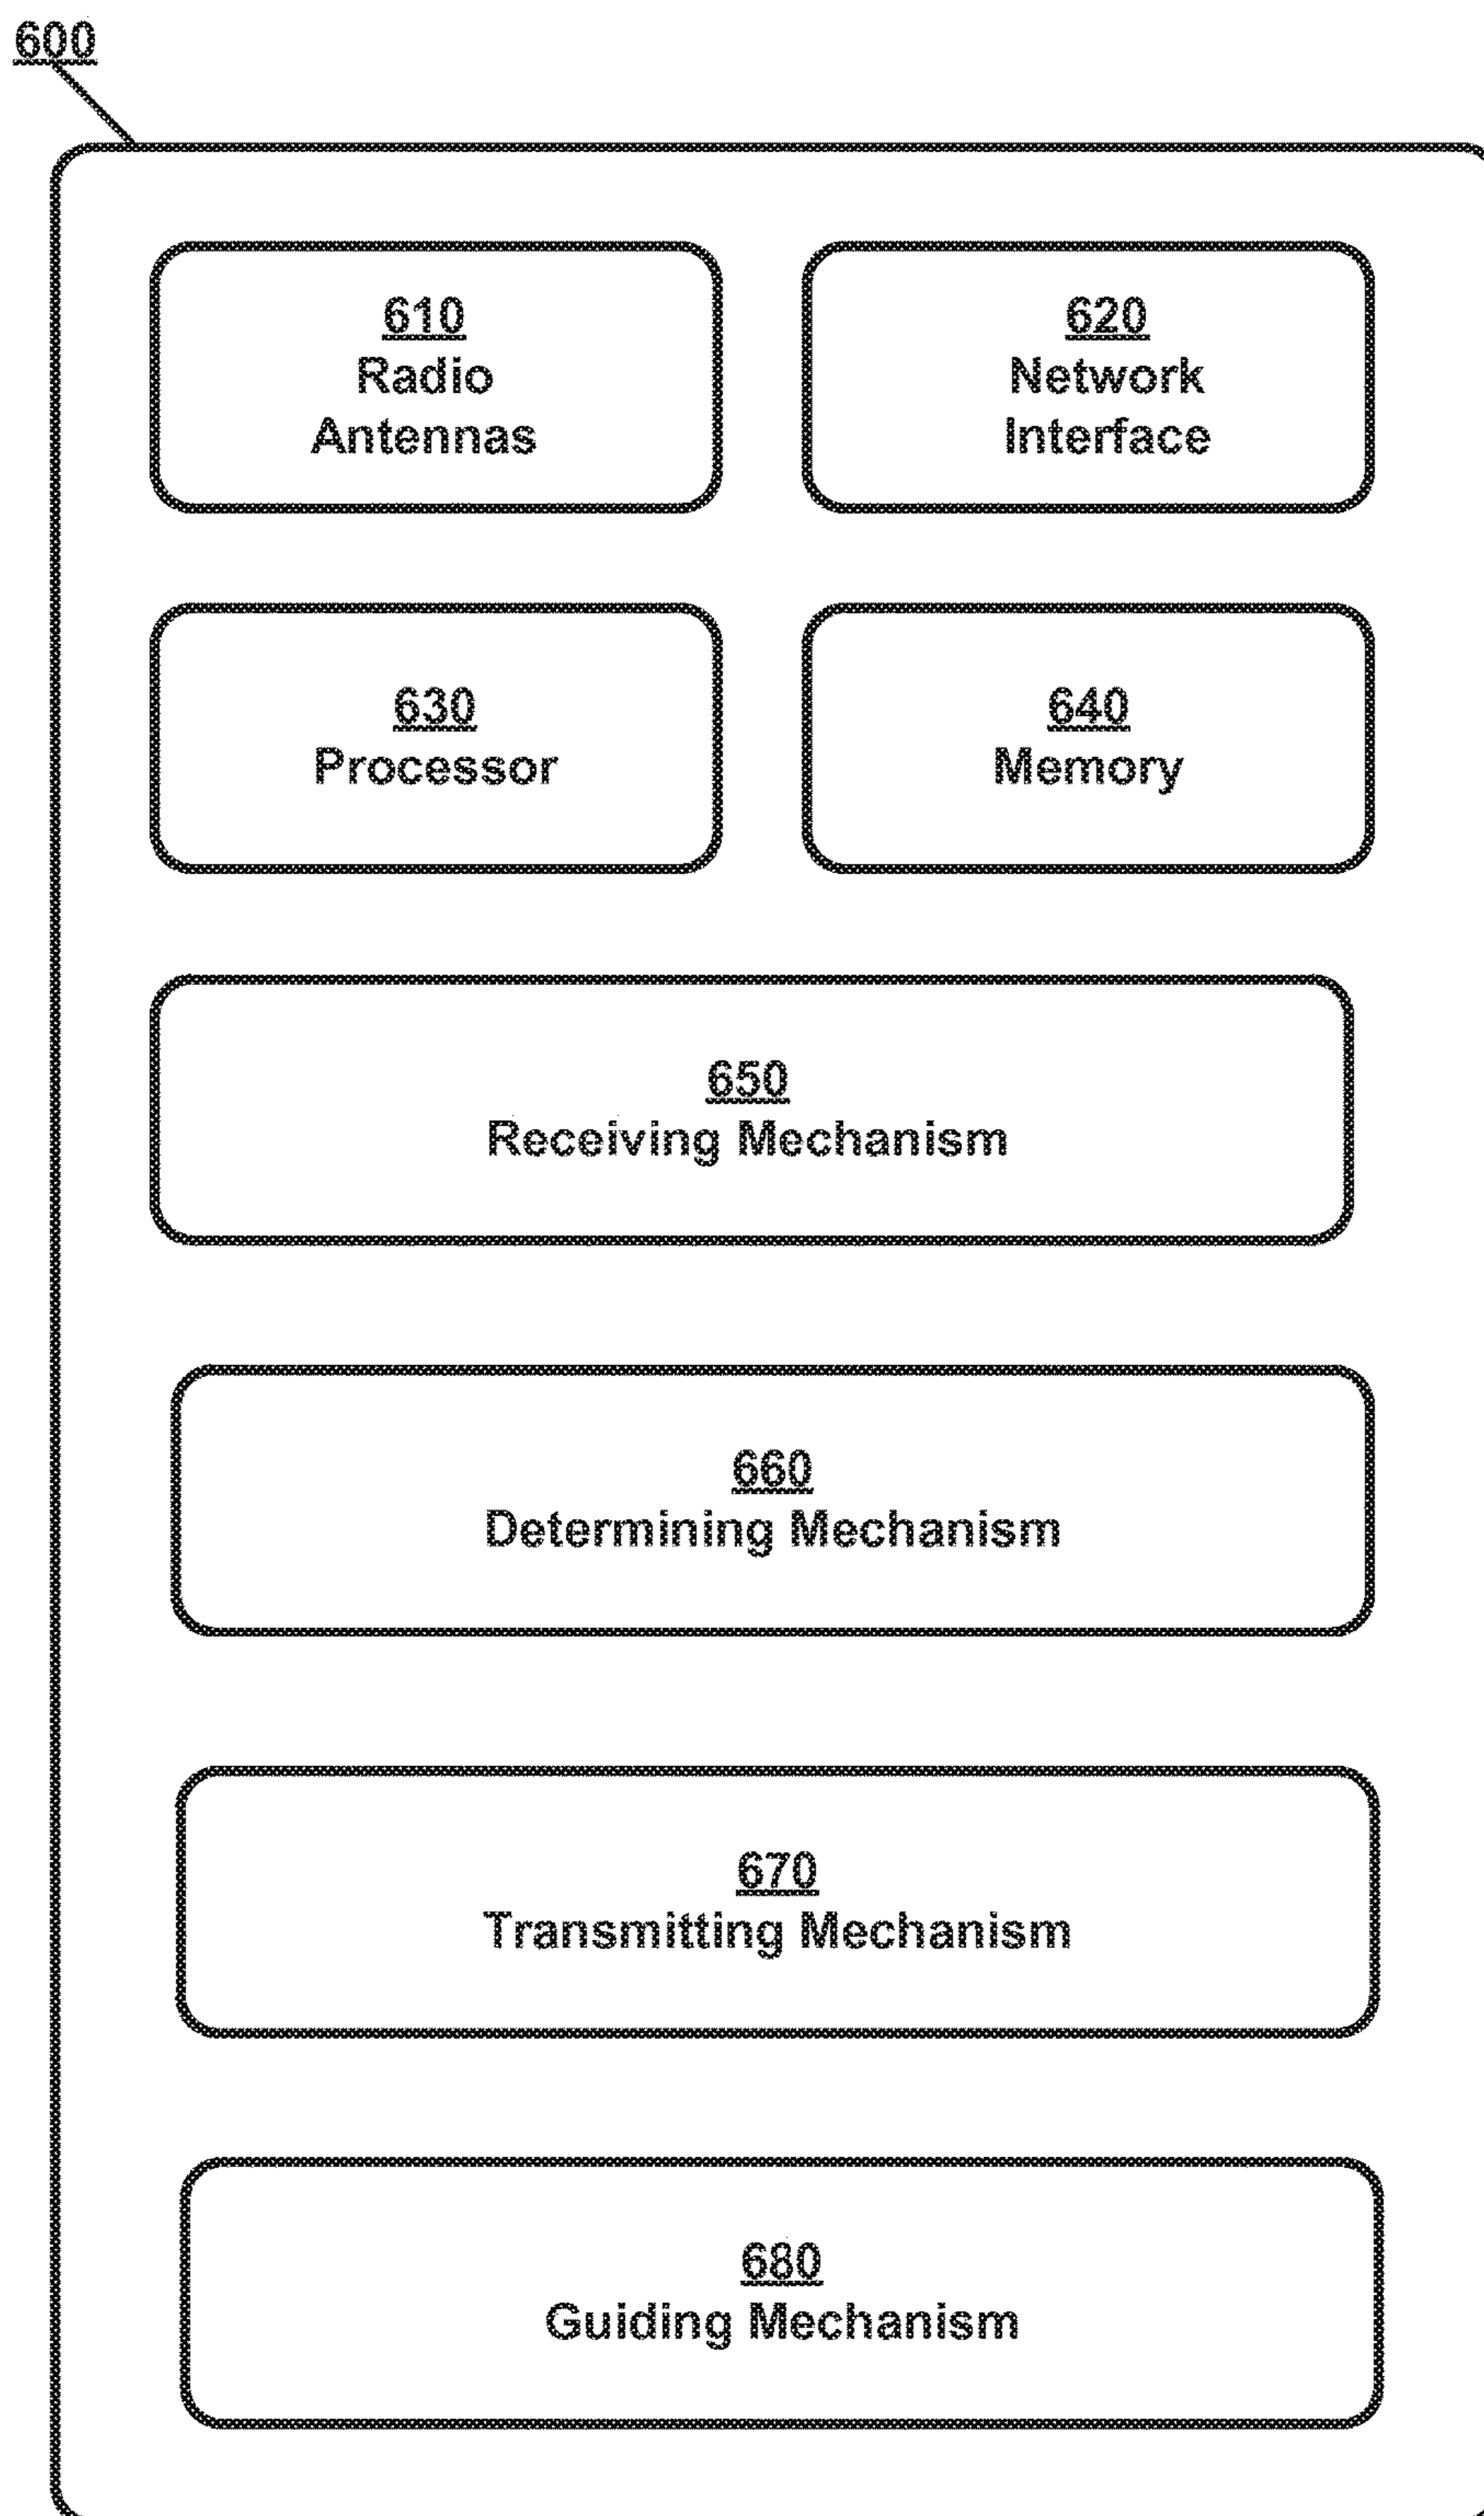 600
610
Radio
Antennas
620
Network
Interface
630
Processor
640
Memory
650
Receiving Mechanism
660
Determining Mechanism
670
Transmitting Mechanism
680
Guiding Mechanism